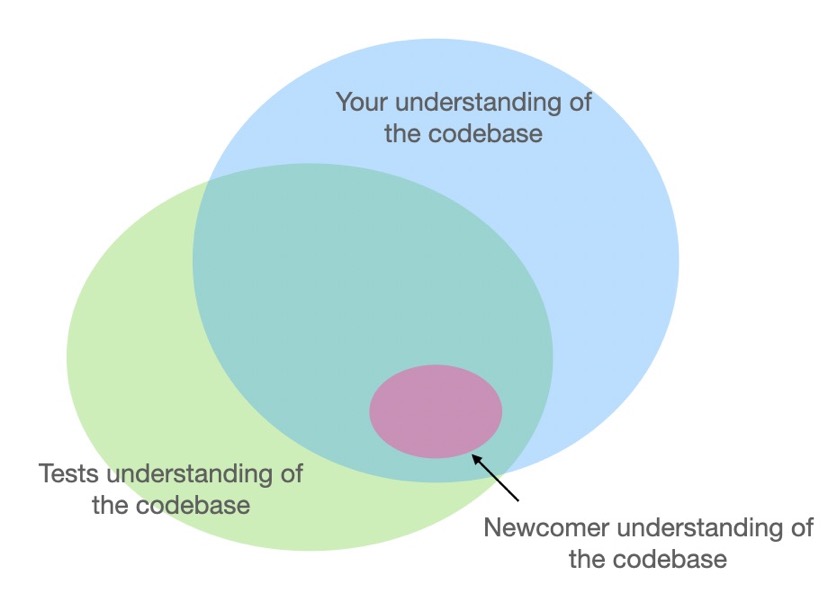 Your understanding of
the codebase
Tests understanding of
the codebase
Newcomer understanding of
the codebase